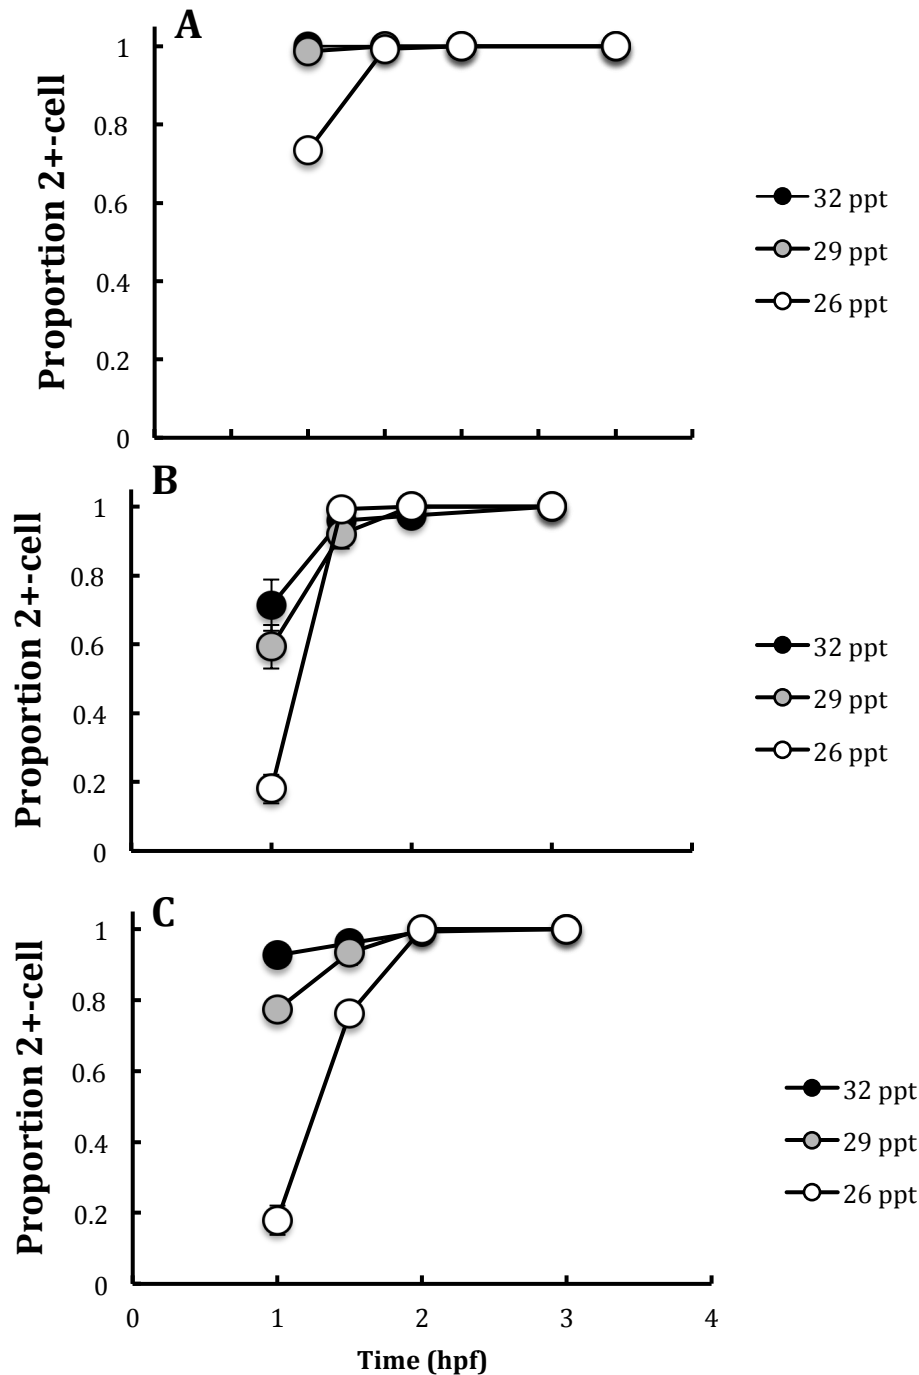 A
Proportion 2+-cell
1
0.8
0.6
0.4
0.2
0
32 ppt
29 ppt
26 ppt
B
Proportion 2+-cell
1
0.8
0.6
0.4
0.2
0
32 ppt
29 ppt
26 ppt
C
Proportion 2+-cell
1
0.8
0.6
0.4
0.2
0
32 ppt
29 ppt
26 ppt
0 1 2 3 4
Time (hpf)